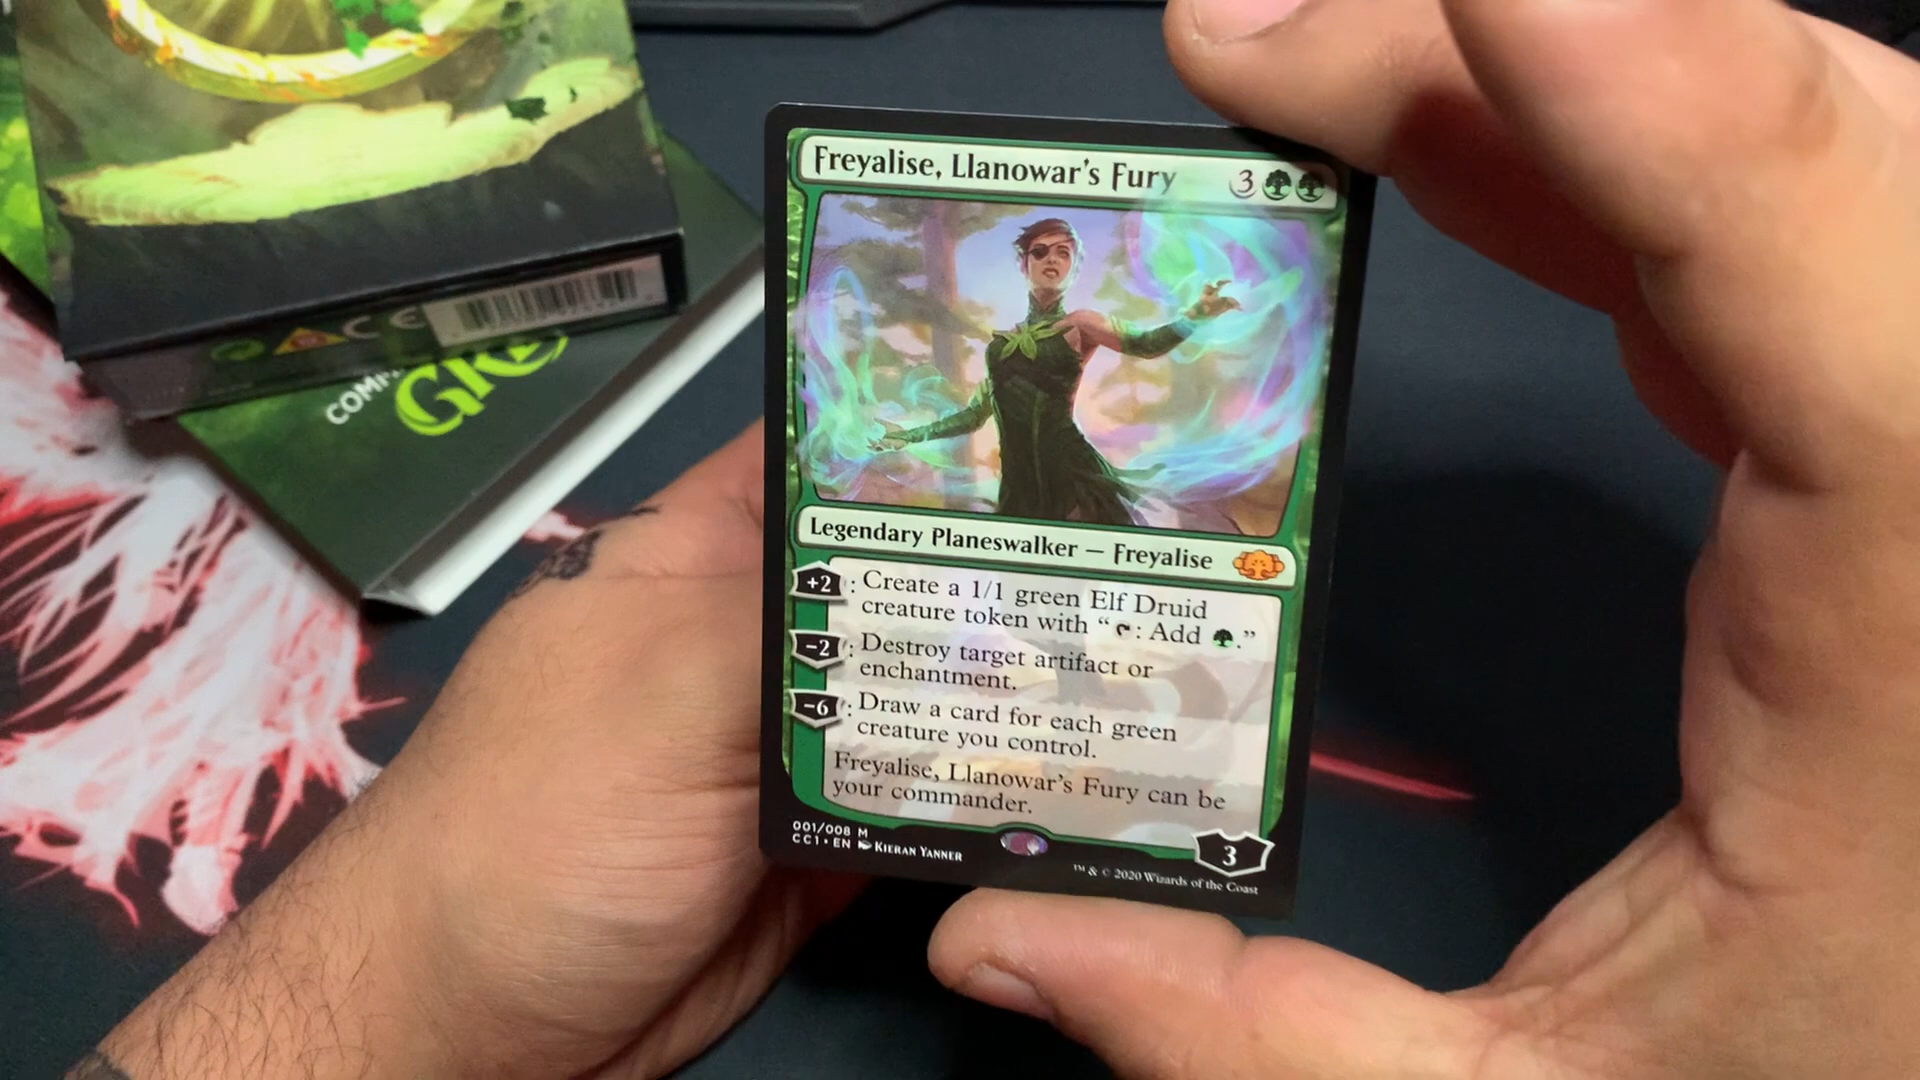 Freyalise, Llanowar's Fury 3
Legendary Planeswalker — Freyalise
+2 : Create a 1/1 green Elf Druid
creature token with “ : Add .”
−2 : Destroy target artifact or
enchantment.
−6 : Draw a card for each green
creature you control.
Freyalise, Llanowar's Fury can be
your commander.
3
001/008 M
CC1 • EN KIERAN YANNER
™ & © 2020 Wizards of the Coast
CE